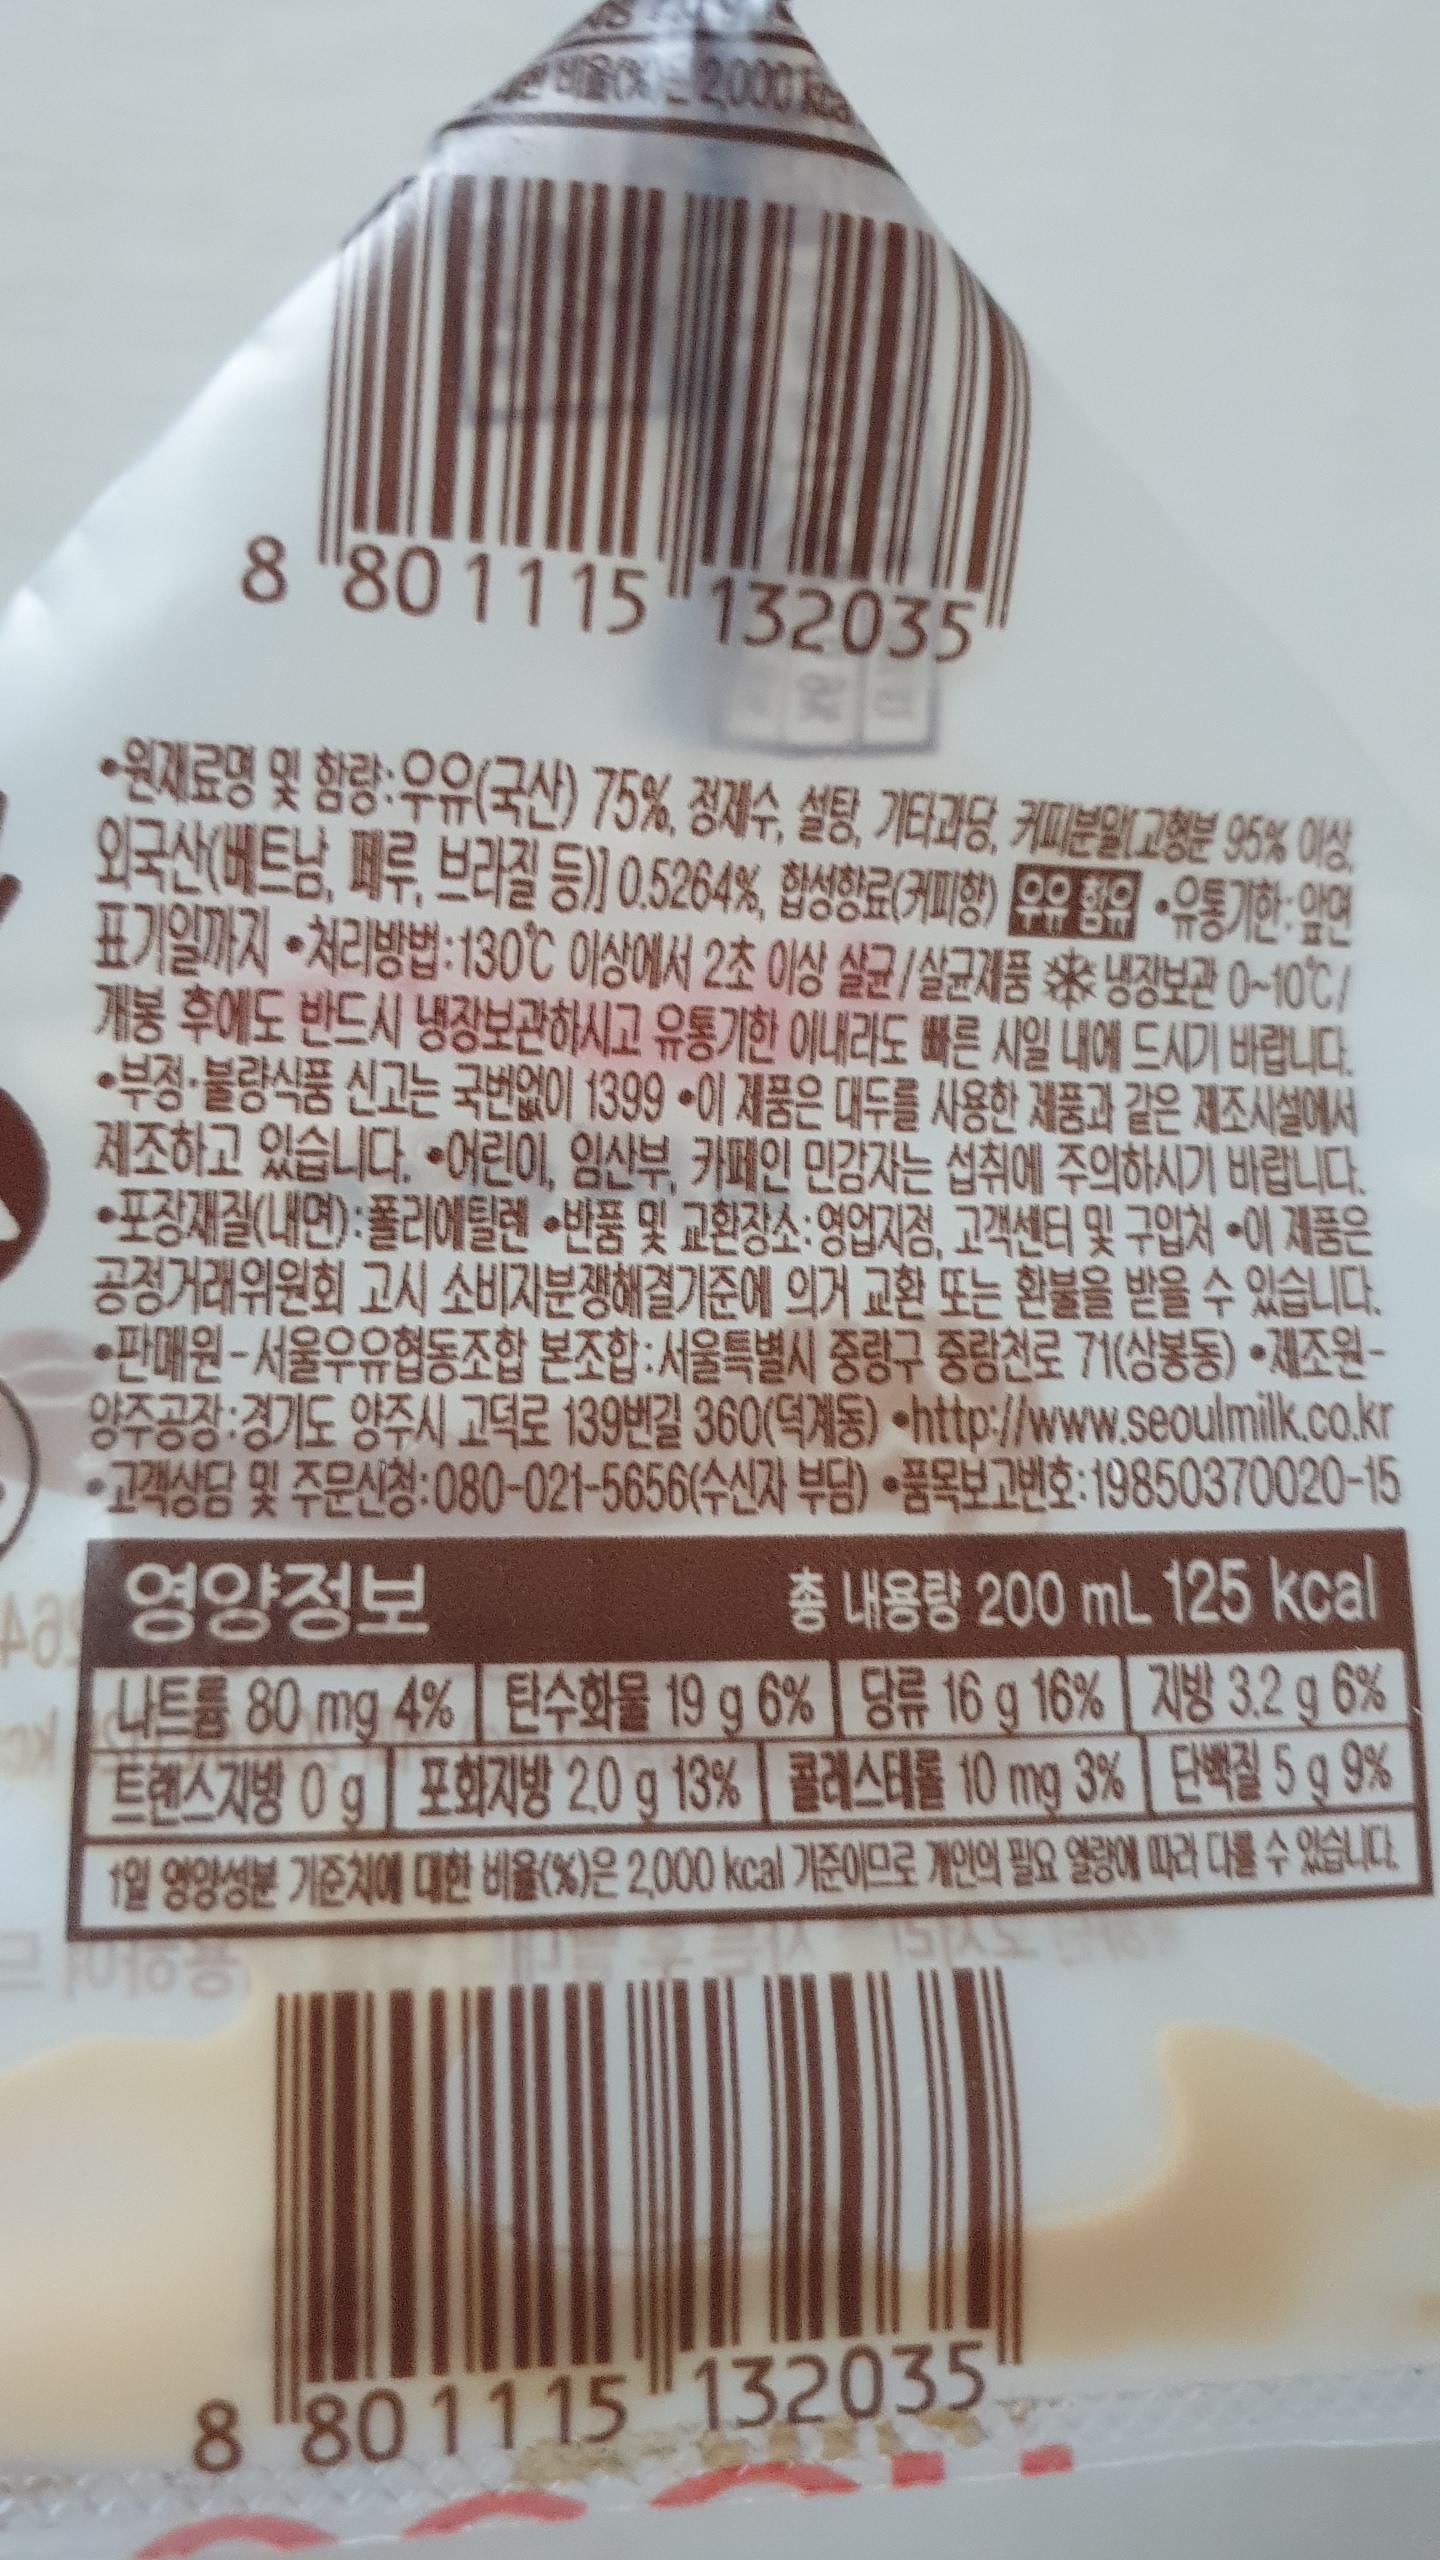 비율(%)은 2,000 kcal
8 801115 132035
•원재료명 및 함량:우유(국산) 75%, 정제수, 설탕, 기타과당, 커피분말[고형분 95% 이상,
외국산(베트남, 페루, 브라질 등)] 0.5264%, 합성향료(커피향) 우유 함유 •유통기한:앞면
표기일까지 •처리방법:130℃ 이상에서 2초 이상 살균/살균제품 냉장보관 0~10℃/
개봉 후에도 반드시 냉장보관하시고 유통기한 이내라도 빠른 시일 내에 드시기 바랍니다.
•부정·불량식품 신고는 국번없이 1399 •이 제품은 대두를 사용한 제품과 같은 제조시설에서
제조하고 있습니다. •어린이, 임산부, 카페인 민감자는 섭취에 주의하시기 바랍니다.
•포장재질(내면):폴리에틸렌 •반품 및 교환장소:영업지점, 고객센터 및 구입처 •이 제품은
공정거래위원회 고시 소비자분쟁해결기준에 의거 교환 또는 환불을 받을 수 있습니다.
•판매원-서울우유협동조합 본조합:서울특별시 중랑구 중랑천로 71(상봉동) •제조원-
양주공장:경기도 양주시 고덕로 139번길 360(덕계동) •http://www.seoulmilk.co.kr
•고객상담 및 주문신청:080-021-5656(수신자 부담) •품목보고번호:19850370020-15
영양정보 총 내용량 200 mL 125 kcal
나트륨 80 mg 4% 탄수화물 19 g 6% 당류 16 g 16% 지방 3.2 g 6%
트랜스지방 0 g 포화지방 2.0 g 13% 콜레스테롤 10 mg 3% 단백질 5 g 9%
1일 영양성분 기준치에 대한 비율(%)은 2,000 kcal 기준이므로 개인의 필요 열량에 따라 다를 수 있습니다.
8 801115 132035